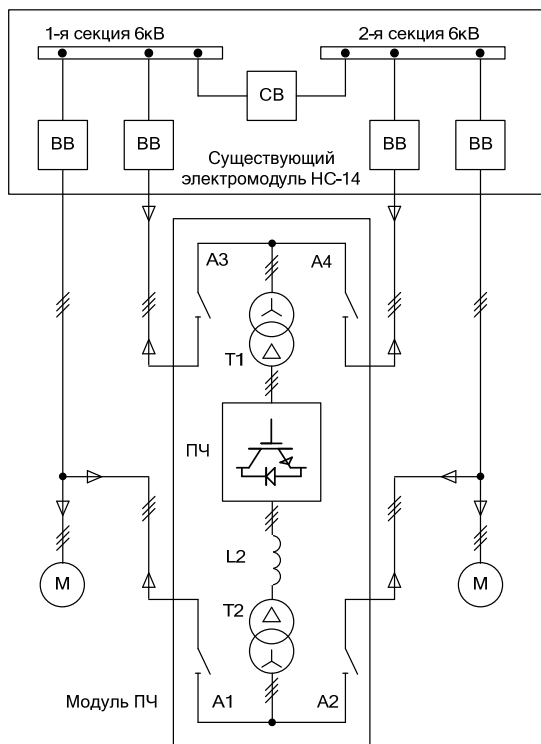 1-я секция 6кВ
2-я секция 6кВ
СВ
ВВ
ВВ
ВВ
ВВ
Существующий
электромодуль НС-14
А3
А4
Т1
ПЧ
L2
М
Т2
М
Модуль ПЧ
А1
А2